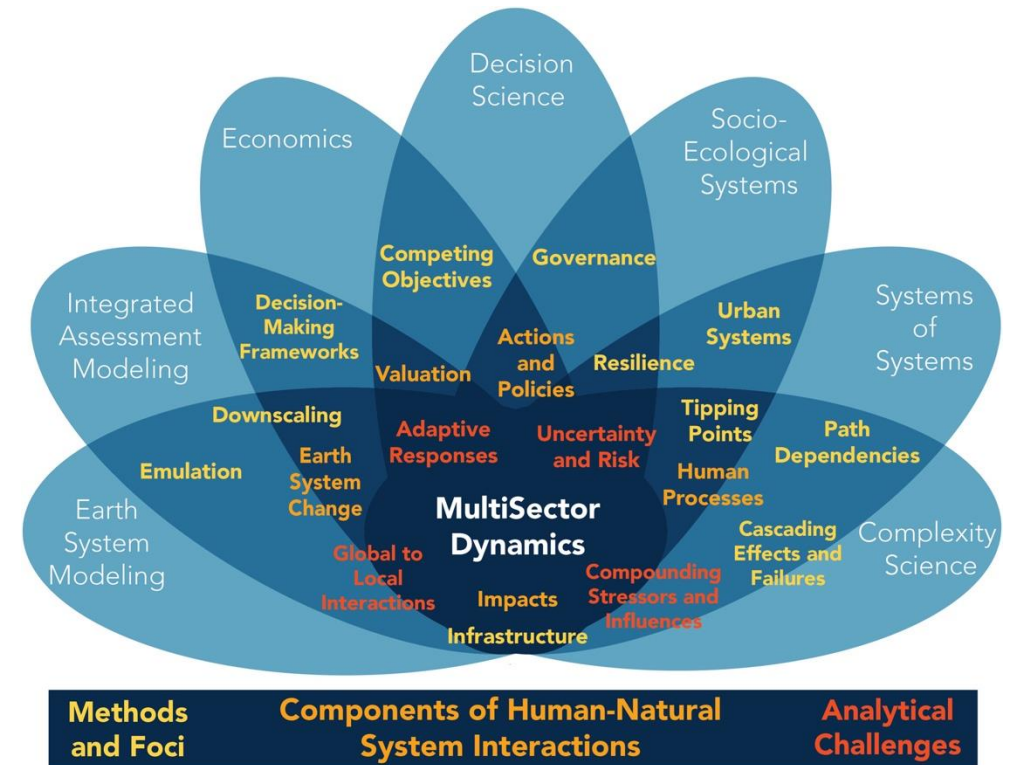 Decision
Science
Economics
Socio-
Ecological
Systems
Competing
Objectives
Governance
Integrated
Assessment
Modeling
Decision-
Making
Frameworks
Urban
Systems
Systems
of
Systems
Valuation
Actions
and
Policies
Resilience
Downscaling
Adaptive
Responses
Uncertainty
and Risk
Tipping
Points
Path
Dependencies
Emulation
Earth
System
Change
Human
Processes
Earth
System
Modeling
MultiSector
Dynamics
Cascading
Effects and
Failures
Complexity
Science
Global to
Local
Interactions
Impacts
Compounding
Stressors and
Influences
Infrastructure
Methods
and Foci
Components of Human-Natural
System Interactions
Analytical
Challenges